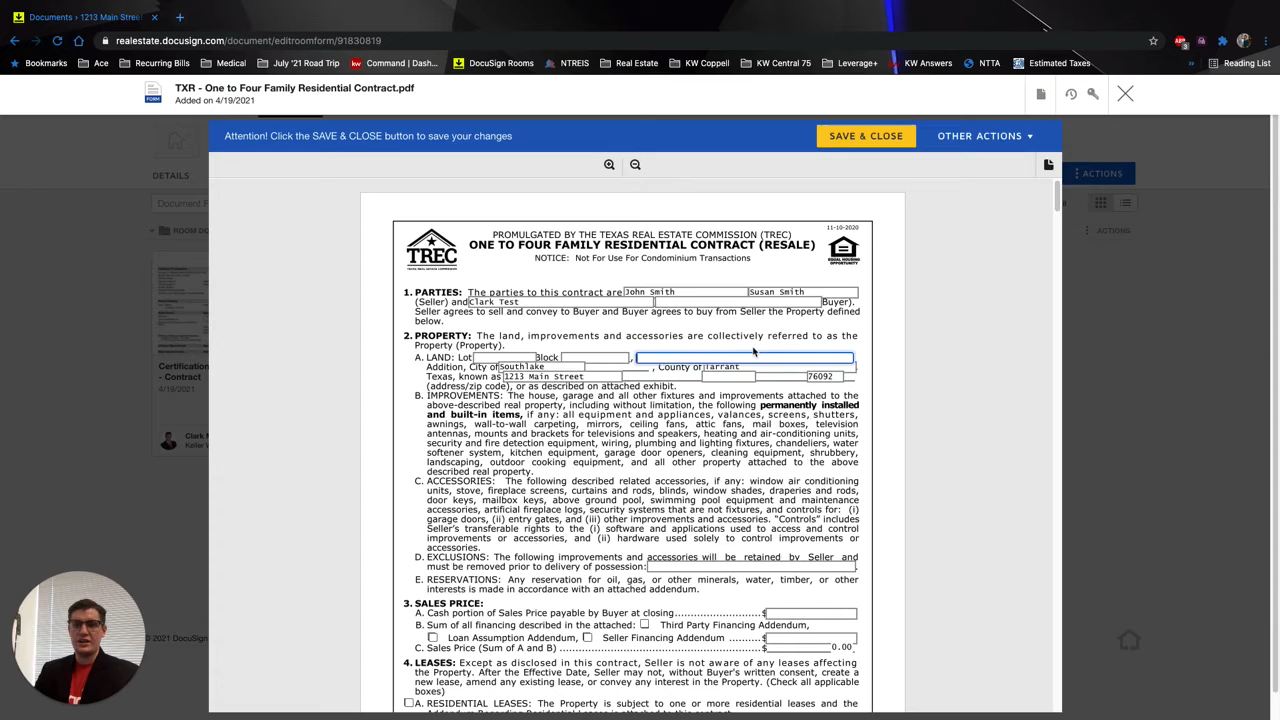 Documents › 1213 Main Street
realestate.docusign.com/document/editroomform/91830819
Bookmarks Ace Recurring Bills Medical July '21 Road Trip Command | Dash... DocuSign Rooms NTREIS Real Estate KW Coppell KW Central 75 Leverage+ KW Answers NTTA Estimated Taxes » Reading List
TXR - One to Four Family Residential Contract.pdf
Added on 4/19/2021
FORM
Attention! Click the SAVE & CLOSE button to save your changes
SAVE & CLOSE
OTHER ACTIONS
DETAILS
ACTIONS
Document F
ROOM DO
ACTIONS
Certification
- Contract
4/19/2021
Clark M
Keller W
© 2021 DocuSign
11-10-2020
PROMULGATED BY THE TEXAS REAL ESTATE COMMISSION (TREC)
ONE TO FOUR FAMILY RESIDENTIAL CONTRACT (RESALE)
NOTICE: Not For Use For Condominium Transactions
TREC
TEXAS REAL ESTATE COMMISSION
EQUAL HOUSING
OPPORTUNITY
1. PARTIES: The parties to this contract are John Smith Susan Smith
(Seller) and Clark Test Buyer).
Seller agrees to sell and convey to Buyer and Buyer agrees to buy from Seller the Property defined
below.
2. PROPERTY: The land, improvements and accessories are collectively referred to as the
Property (Property).
A. LAND: Lot Block ,
Addition, City of Southlake , County of Tarrant ,
Texas, known as 1213 Main Street 76092
(address/zip code), or as described on attached exhibit.
B. IMPROVEMENTS: The house, garage and all other fixtures and improvements attached to the
above-described real property, including without limitation, the following permanently installed
and built-in items, if any: all equipment and appliances, valances, screens, shutters,
awnings, wall-to-wall carpeting, mirrors, ceiling fans, attic fans, mail boxes, television
antennas, mounts and brackets for televisions and speakers, heating and air-conditioning units,
security and fire detection equipment, wiring, plumbing and lighting fixtures, chandeliers, water
softener system, kitchen equipment, garage door openers, cleaning equipment, shrubbery,
landscaping, outdoor cooking equipment, and all other property attached to the above
described real property.
C. ACCESSORIES: The following described related accessories, if any: window air conditioning
units, stove, fireplace screens, curtains and rods, blinds, window shades, draperies and rods,
door keys, mailbox keys, above ground pool, swimming pool equipment and maintenance
accessories, artificial fireplace logs, security systems that are not fixtures, and controls for: (i)
garage doors, (ii) entry gates, and (iii) other improvements and accessories. "Controls" includes
Seller's transferable rights to the (i) software and applications used to access and control
improvements or accessories, and (ii) hardware used solely to control improvements or
accessories.
D. EXCLUSIONS: The following improvements and accessories will be retained by Seller and
must be removed prior to delivery of possession: .
E. RESERVATIONS: Any reservation for oil, gas, or other minerals, water, timber, or other
interests is made in accordance with an attached addendum.
3. SALES PRICE:
A. Cash portion of Sales Price payable by Buyer at closing ........................ $
B. Sum of all financing described in the attached: Third Party Financing Addendum,
Loan Assumption Addendum, Seller Financing Addendum .......... $
C. Sales Price (Sum of A and B) ...................................................... $ 0.00.
4. LEASES: Except as disclosed in this contract, Seller is not aware of any leases affecting
the Property. After the Effective Date, Seller may not, without Buyer's written consent, create a
new lease, amend any existing lease, or convey any interest in the Property. (Check all applicable
boxes)
A. RESIDENTIAL LEASES: The Property is subject to one or more residential leases and the